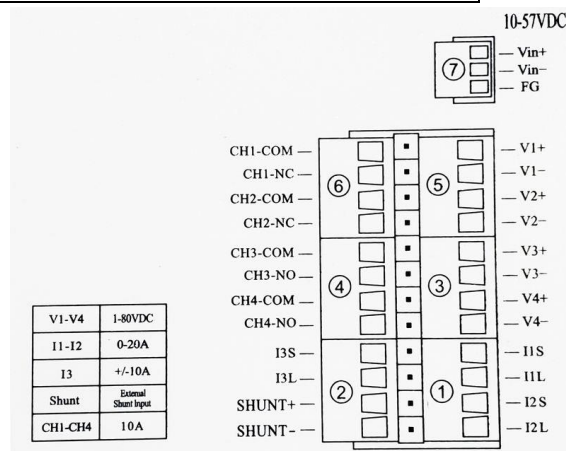 10-57VDC
Vin+
7 Vin-
FG
CH1-COM V1+
CH1-NC V1-
6 5
CH2-COM V2+
CH2-NC V2-
CH3-COM V3+
CH3-NO V3-
4 3
CH4-COM V4+
CH4-NO V4-
I3S I1S
I3L I1L
2 1
SHUNT+ I2S
SHUNT- I2L
V1-V4 1-80VDC
I1-I2 0-20A
I3 +/-10A
Shunt External Shunt Input
CH1-CH4 10A